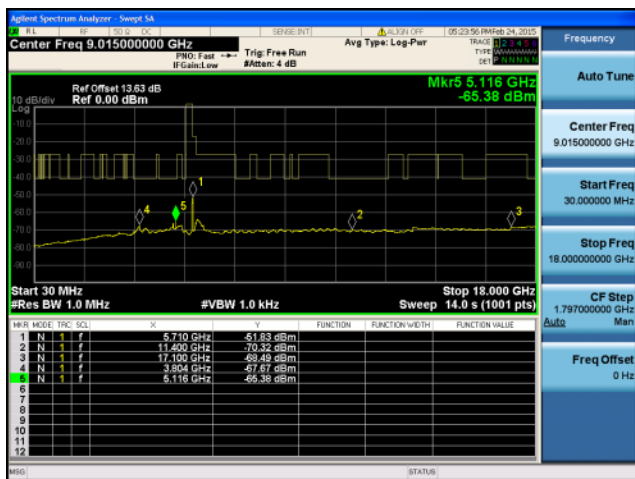 Agilent Spectrum Analyzer - Swept SA
RL RF 50 Ω DC SENSE:INT ALIGN OFF 05:23:56 PM Feb 24, 2015
Center Freq 9.015000000 GHz
PNO: Fast
IFGain:Low
Trig: Free Run
#Atten: 4 dB
Avg Type: Log-Pwr
TRACE 1 2 3 4 5 6
TYPE
DET P N N N N N
Ref Offset 13.63 dB
Ref 0.00 dBm
10 dB/div
Log
Mkr5 5.116 GHz
-65.38 dBm
-10.0
-20.0
-30.0
-40.0
-50.0
-60.0
-70.0
-80.0
-90.0
1
2
3
4
5
Start 30 MHz
#Res BW 1.0 MHz
#VBW 1.0 kHz
Stop 18.000 GHz
Sweep 14.0 s (1001 pts)
MKR MODE TRC SCL X Y FUNCTION FUNCTION WIDTH FUNCTION VALUE
1 N 1 f 5.710 GHz -51.83 dBm
2 N 1 f 11.400 GHz -70.32 dBm
3 N 1 f 17.100 GHz -68.49 dBm
4 N 1 f 3.804 GHz -67.67 dBm
5 N 1 f 5.116 GHz -65.38 dBm
6
7
8
9
10
11
12
MSG STATUS
Frequency
Auto Tune
Center Freq
9.015000000 GHz
Start Freq
30.000000 MHz
Stop Freq
18.000000000 GHz
CF Step
1.797000000 GHz
Auto Man
Freq Offset
0 Hz